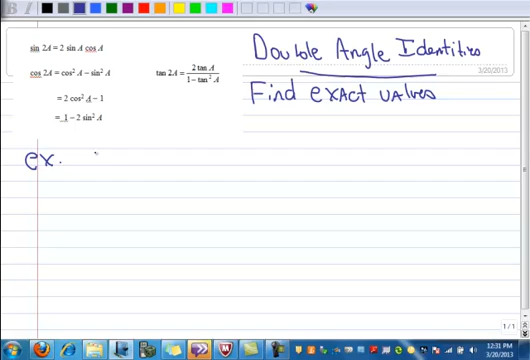 sin 2A = 2 sin A cos A
cos 2A = cos² A − sin² A
= 2 cos² A − 1
= 1 − 2 sin² A
tan 2A = 2 tan A / 1 − tan² A
Double Angle Identities
3/20/2013
Find exact values
ex.
1/1
12:31 PM
3/20/2013